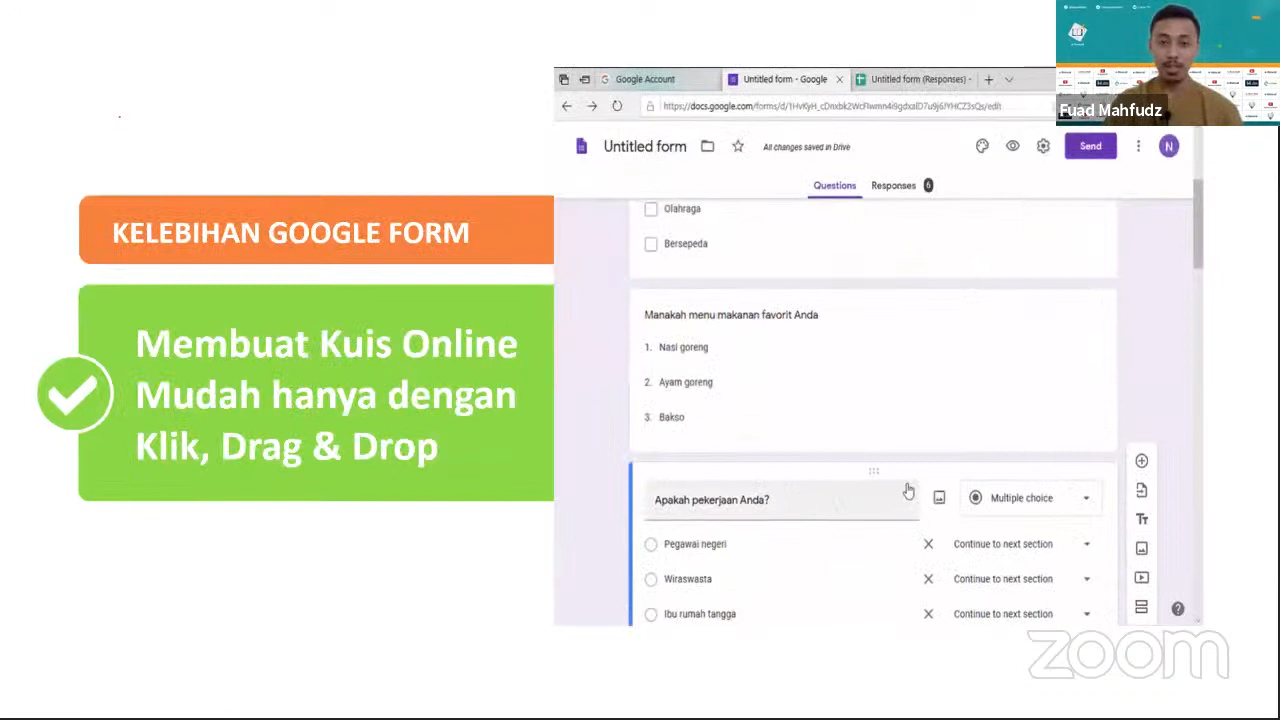 Fuad Mahfudz
Google Account
Untitled form - Google
Untitled form (Responses) -
Untitled form
All changes saved in Drive
Send
N
Questions
Responses 6
Olahraga
Bersepeda
KELEBIHAN GOOGLE FORM
Membuat Kuis Online
Mudah hanya dengan
Klik, Drag & Drop
Manakah menu makanan favorit Anda
1. Nasi goreng
2. Ayam goreng
3. Bakso
Apakah pekerjaan Anda?
Multiple choice
Pegawai negeri
Continue to next section
Wiraswasta
Continue to next section
Ibu rumah tangga
Continue to next section
Tт
zoom